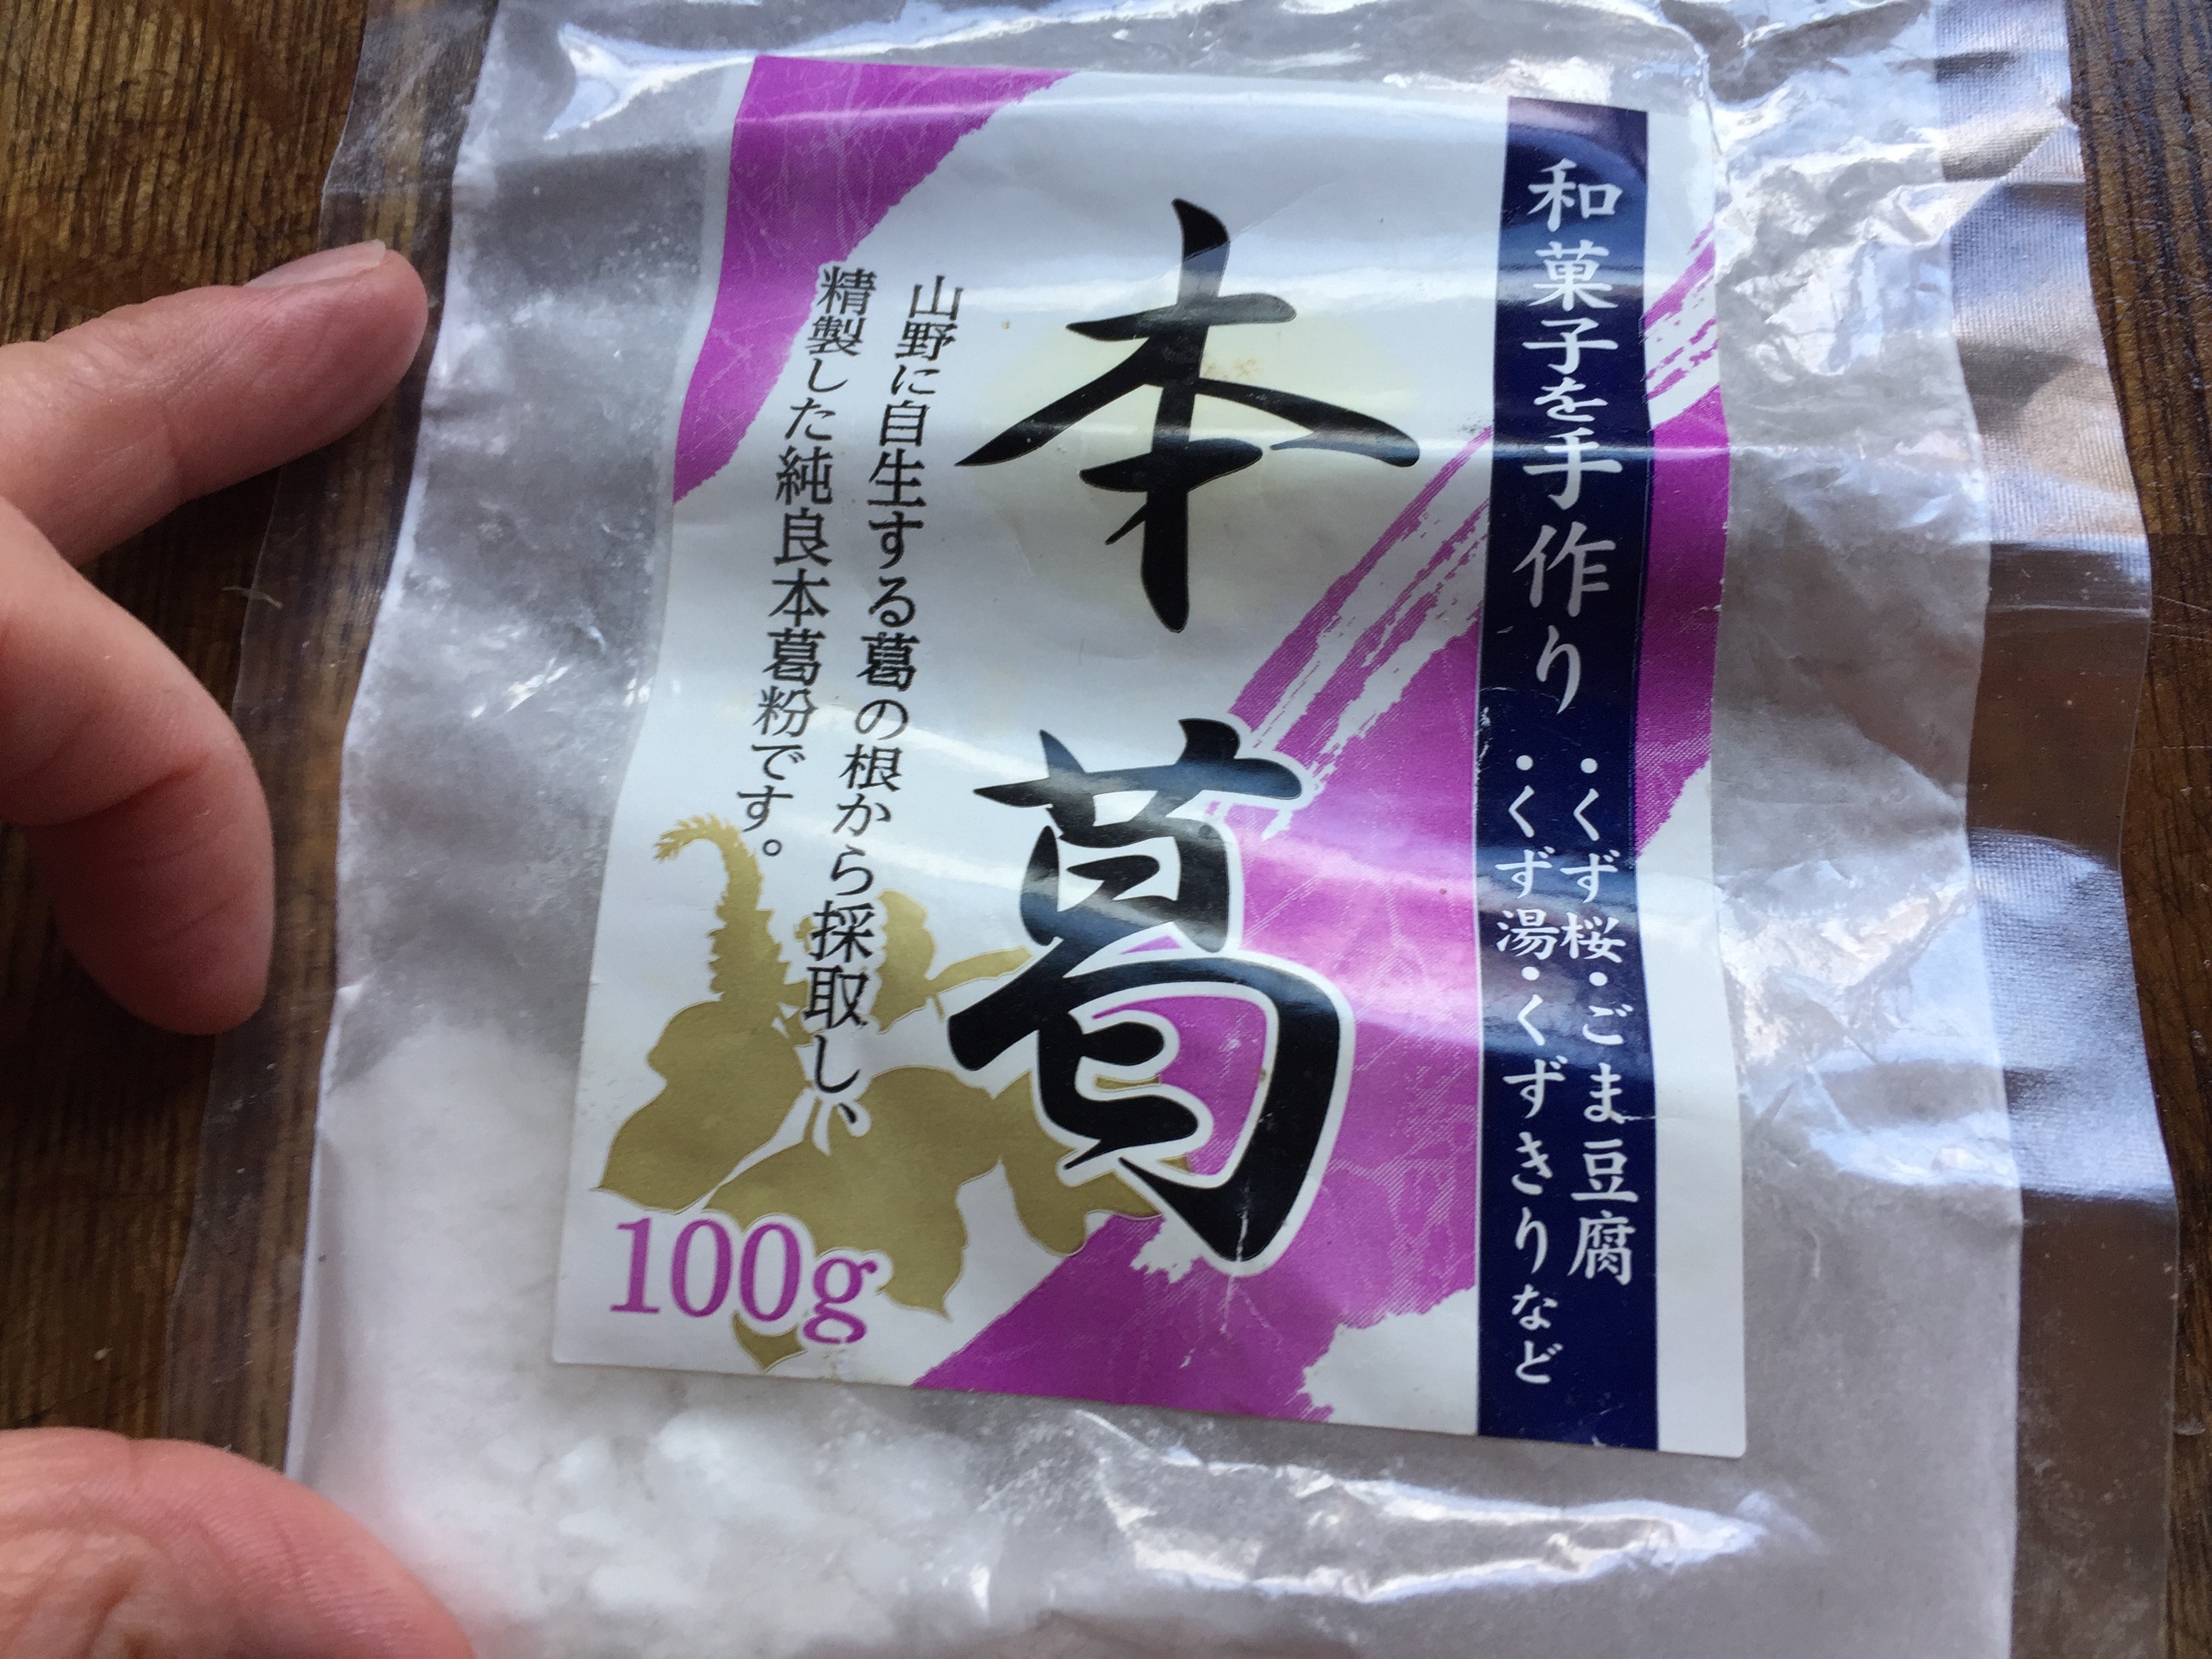 和菓子を手作り
・くず桜・ごま豆腐
・くず湯・くずきりなど
本葛
山野に自生する葛の根から採取し、
精製した純良本葛粉です。
100g